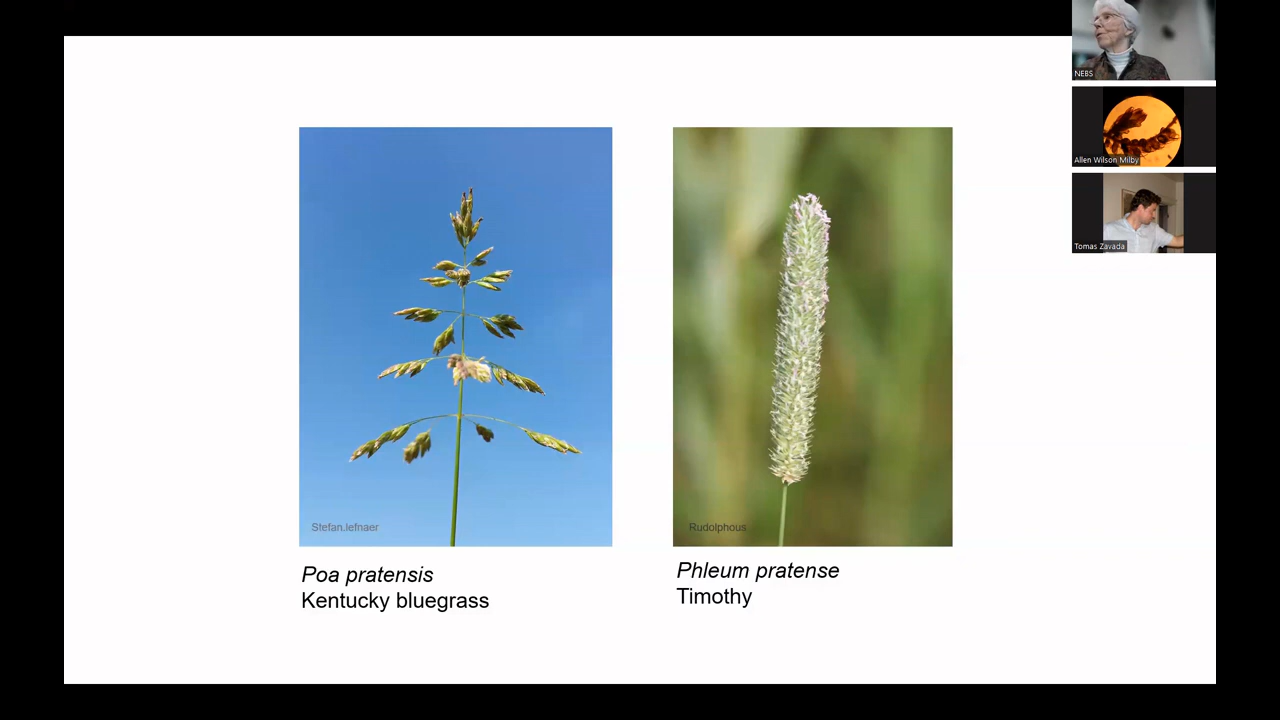 NEBS
Allen Wilson Milby
Tomas Zavada
Stefan.lefnaer
Rudolphous
Poa pratensis
Kentucky bluegrass
Phleum pratense
Timothy